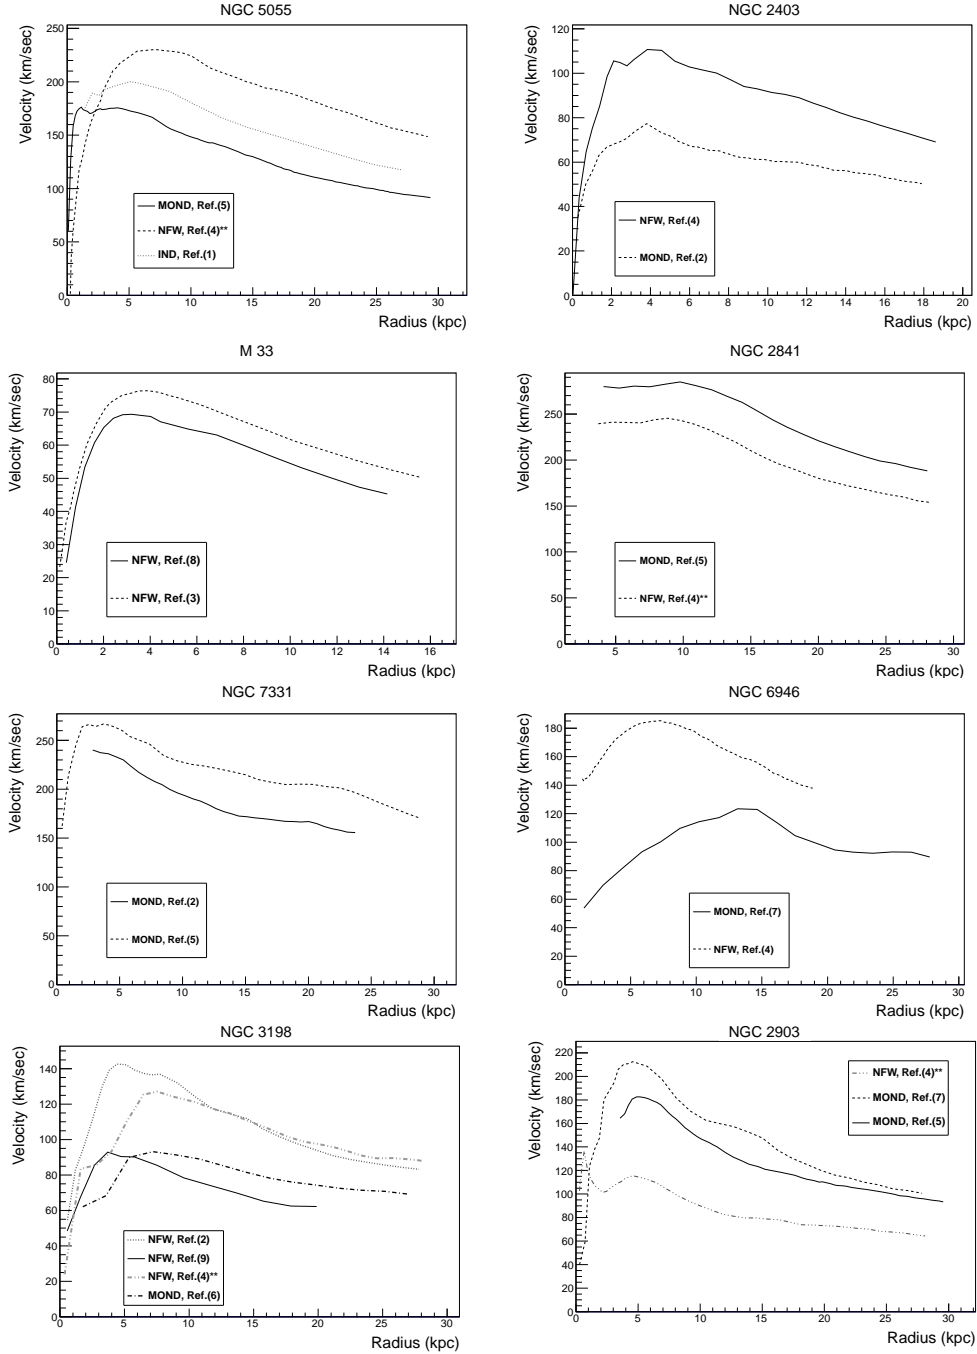 NGC 5055
Velocity (km/sec)
250
200
150
100
50
0
MOND, Ref.(5)
NFW, Ref.(4)**
IND, Ref.(1)
0 5 10 15 20 25 30
Radius (kpc)
NGC 2403
Velocity (km/sec)
120
100
80
60
40
20
0
NFW, Ref.(4)
MOND, Ref.(2)
0 2 4 6 8 10 12 14 16 18 20
Radius (kpc)
M 33
Velocity (km/sec)
80
70
60
50
40
30
20
10
0
NFW, Ref.(8)
NFW, Ref.(3)
0 2 4 6 8 10 12 14 16
Radius (kpc)
NGC 2841
Velocity (km/sec)
250
200
150
100
50
0
MOND, Ref.(5)
NFW, Ref.(4)**
5 10 15 20 25 30
Radius (kpc)
NGC 7331
Velocity (km/sec)
250
200
150
100
50
0
MOND, Ref.(2)
MOND, Ref.(5)
0 5 10 15 20 25 30
Radius (kpc)
NGC 6946
Velocity (km/sec)
180
160
140
120
100
80
60
40
20
0
MOND, Ref.(7)
NFW, Ref.(4)
0 5 10 15 20 25 30
Radius (kpc)
NGC 3198
Velocity (km/sec)
140
120
100
80
60
40
20
0
NFW, Ref.(2)
NFW, Ref.(9)
NFW, Ref.(4)**
MOND, Ref.(6)
0 5 10 15 20 25 30
Radius (kpc)
NGC 2903
Velocity (km/sec)
220
200
180
160
140
120
100
80
60
40
20
0
NFW, Ref.(4)**
MOND, Ref.(7)
MOND, Ref.(5)
0 5 10 15 20 25 30
Radius (kpc)